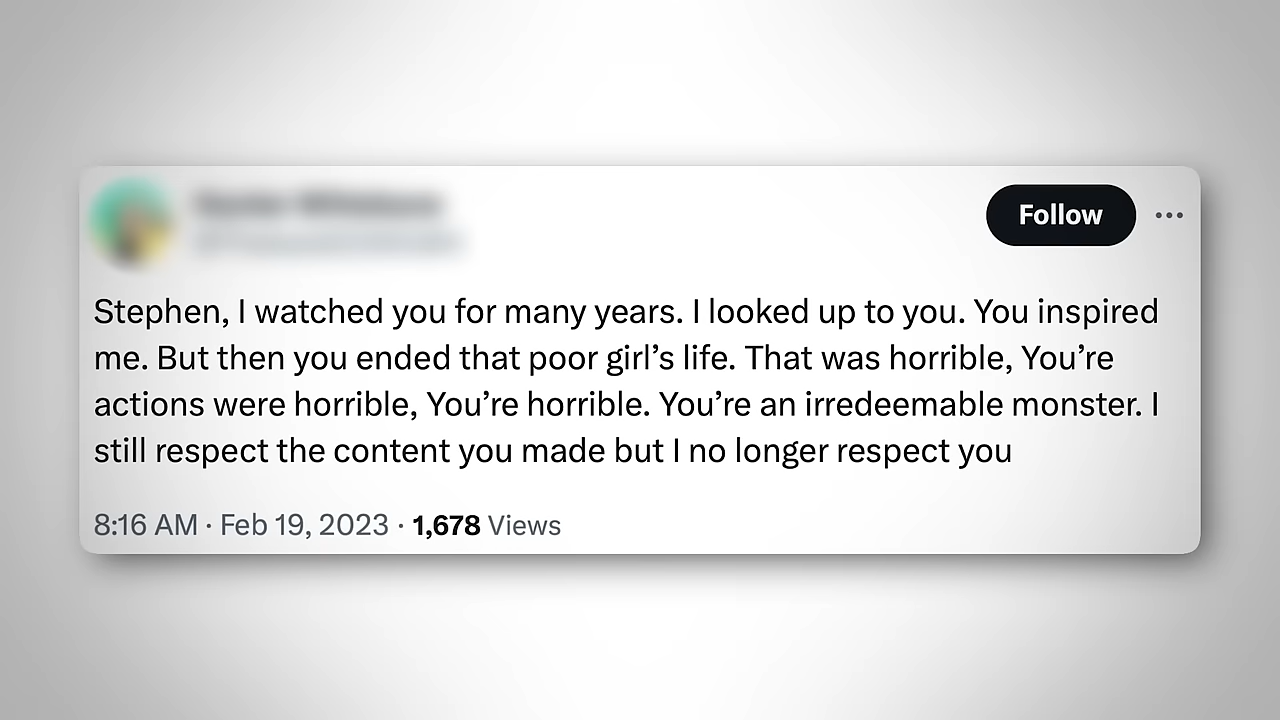 Follow
Stephen, I watched you for many years. I looked up to you. You inspired
me. But then you ended that poor girl’s life. That was horrible, You’re
actions were horrible, You’re horrible. You’re an irredeemable monster. I
still respect the content you made but I no longer respect you
8:16 AM · Feb 19, 2023 · 1,678 Views